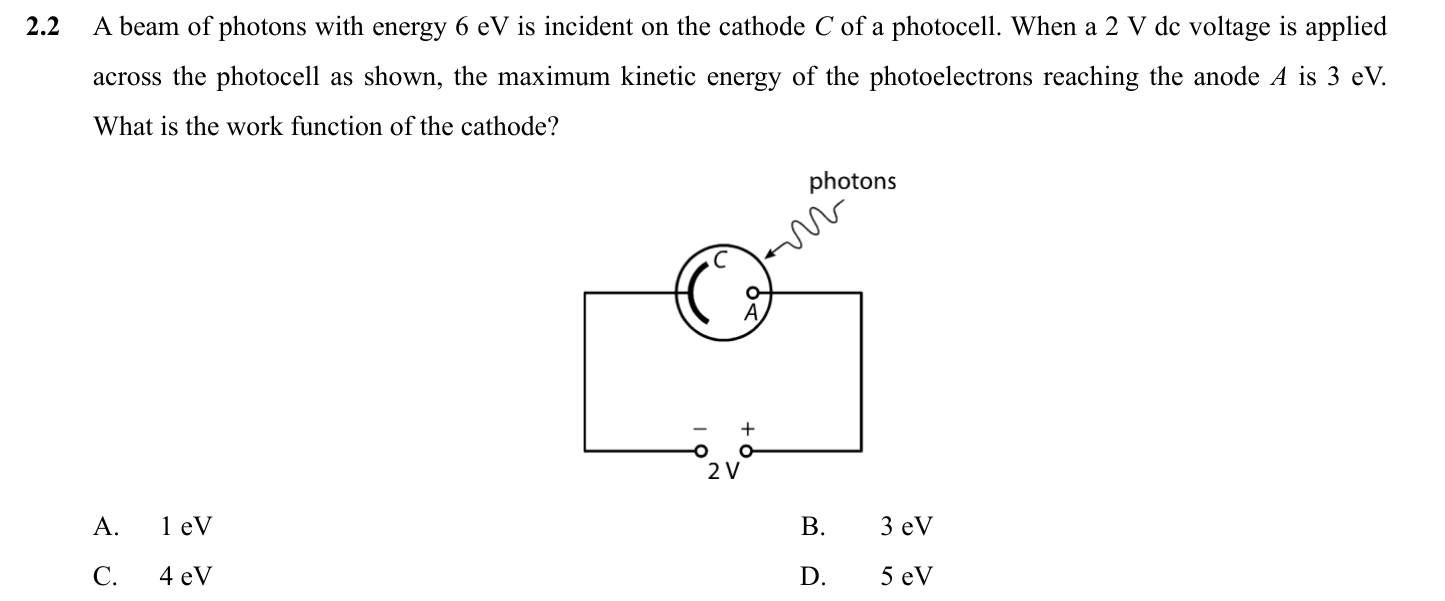 2.2 A beam of photons with energy 6 eV is incident on the cathode C of a photocell. When a 2 V dc voltage is applied
across the photocell as shown, the maximum kinetic energy of the photoelectrons reaching the anode A is 3 eV.
What is the work function of the cathode?
photons
C
A
– +
2 V
A. 1 eV B. 3 eV
C. 4 eV D. 5 eV